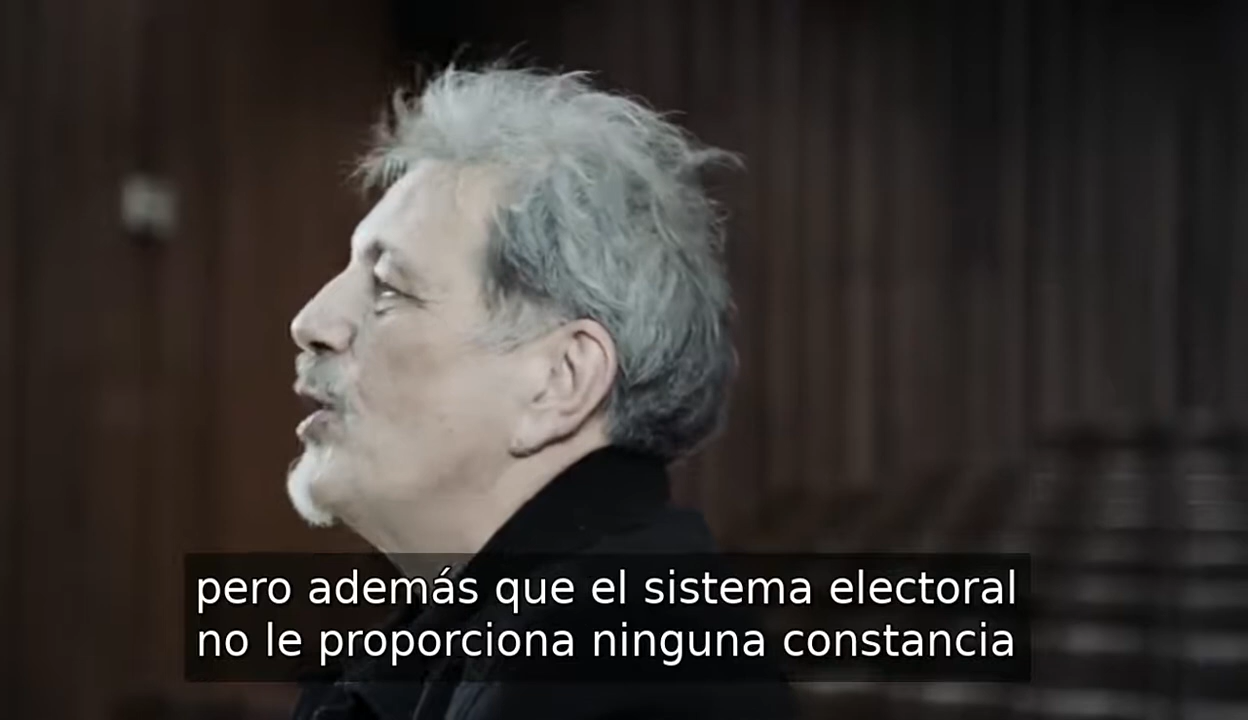 pero además que el sistema electoral
no le proporciona ninguna constancia